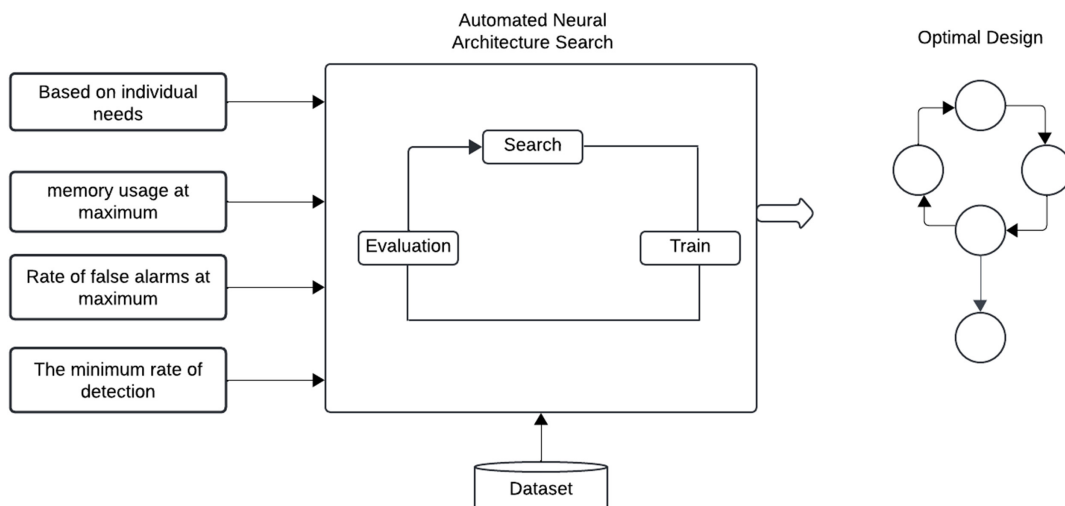 Automated Neural
Architecture Search
Optimal Design
Based on individual
needs
memory usage at
maximum
Rate of false alarms at
maximum
The minimum rate of
detection
Search
Evaluation
Train
Dataset